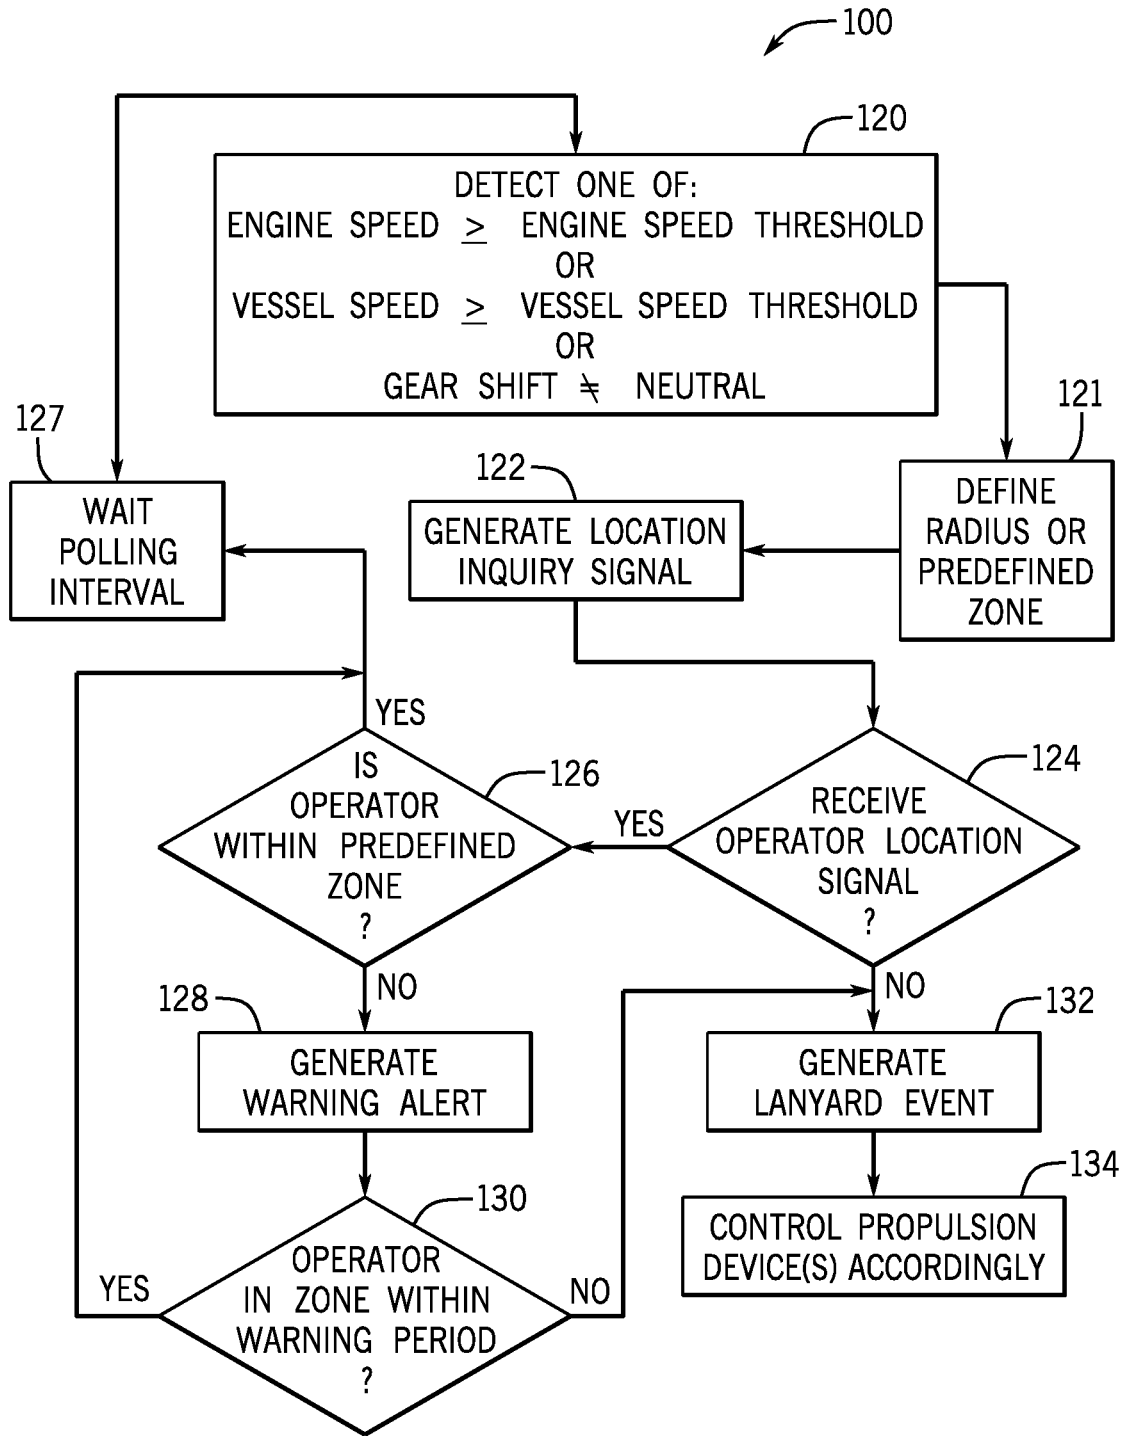 100
120
DETECT ONE OF:
ENGINE SPEED ≥ ENGINE SPEED THRESHOLD
OR
VESSEL SPEED ≥ VESSEL SPEED THRESHOLD
OR
GEAR SHIFT ≠ NEUTRAL
127
WAIT
POLLING
INTERVAL
122
GENERATE LOCATION
INQUIRY SIGNAL
121
DEFINE
RADIUS OR
PREDEFINED
ZONE
YES
126
IS
OPERATOR
WITHIN PREDEFINED
ZONE
?
YES
124
RECEIVE
OPERATOR LOCATION
SIGNAL
?
NO
NO
128
GENERATE
WARNING ALERT
132
GENERATE
LANYARD EVENT
130
OPERATOR
IN ZONE WITHIN
WARNING PERIOD
?
YES
NO
134
CONTROL PROPULSION
DEVICE(S) ACCORDINGLY